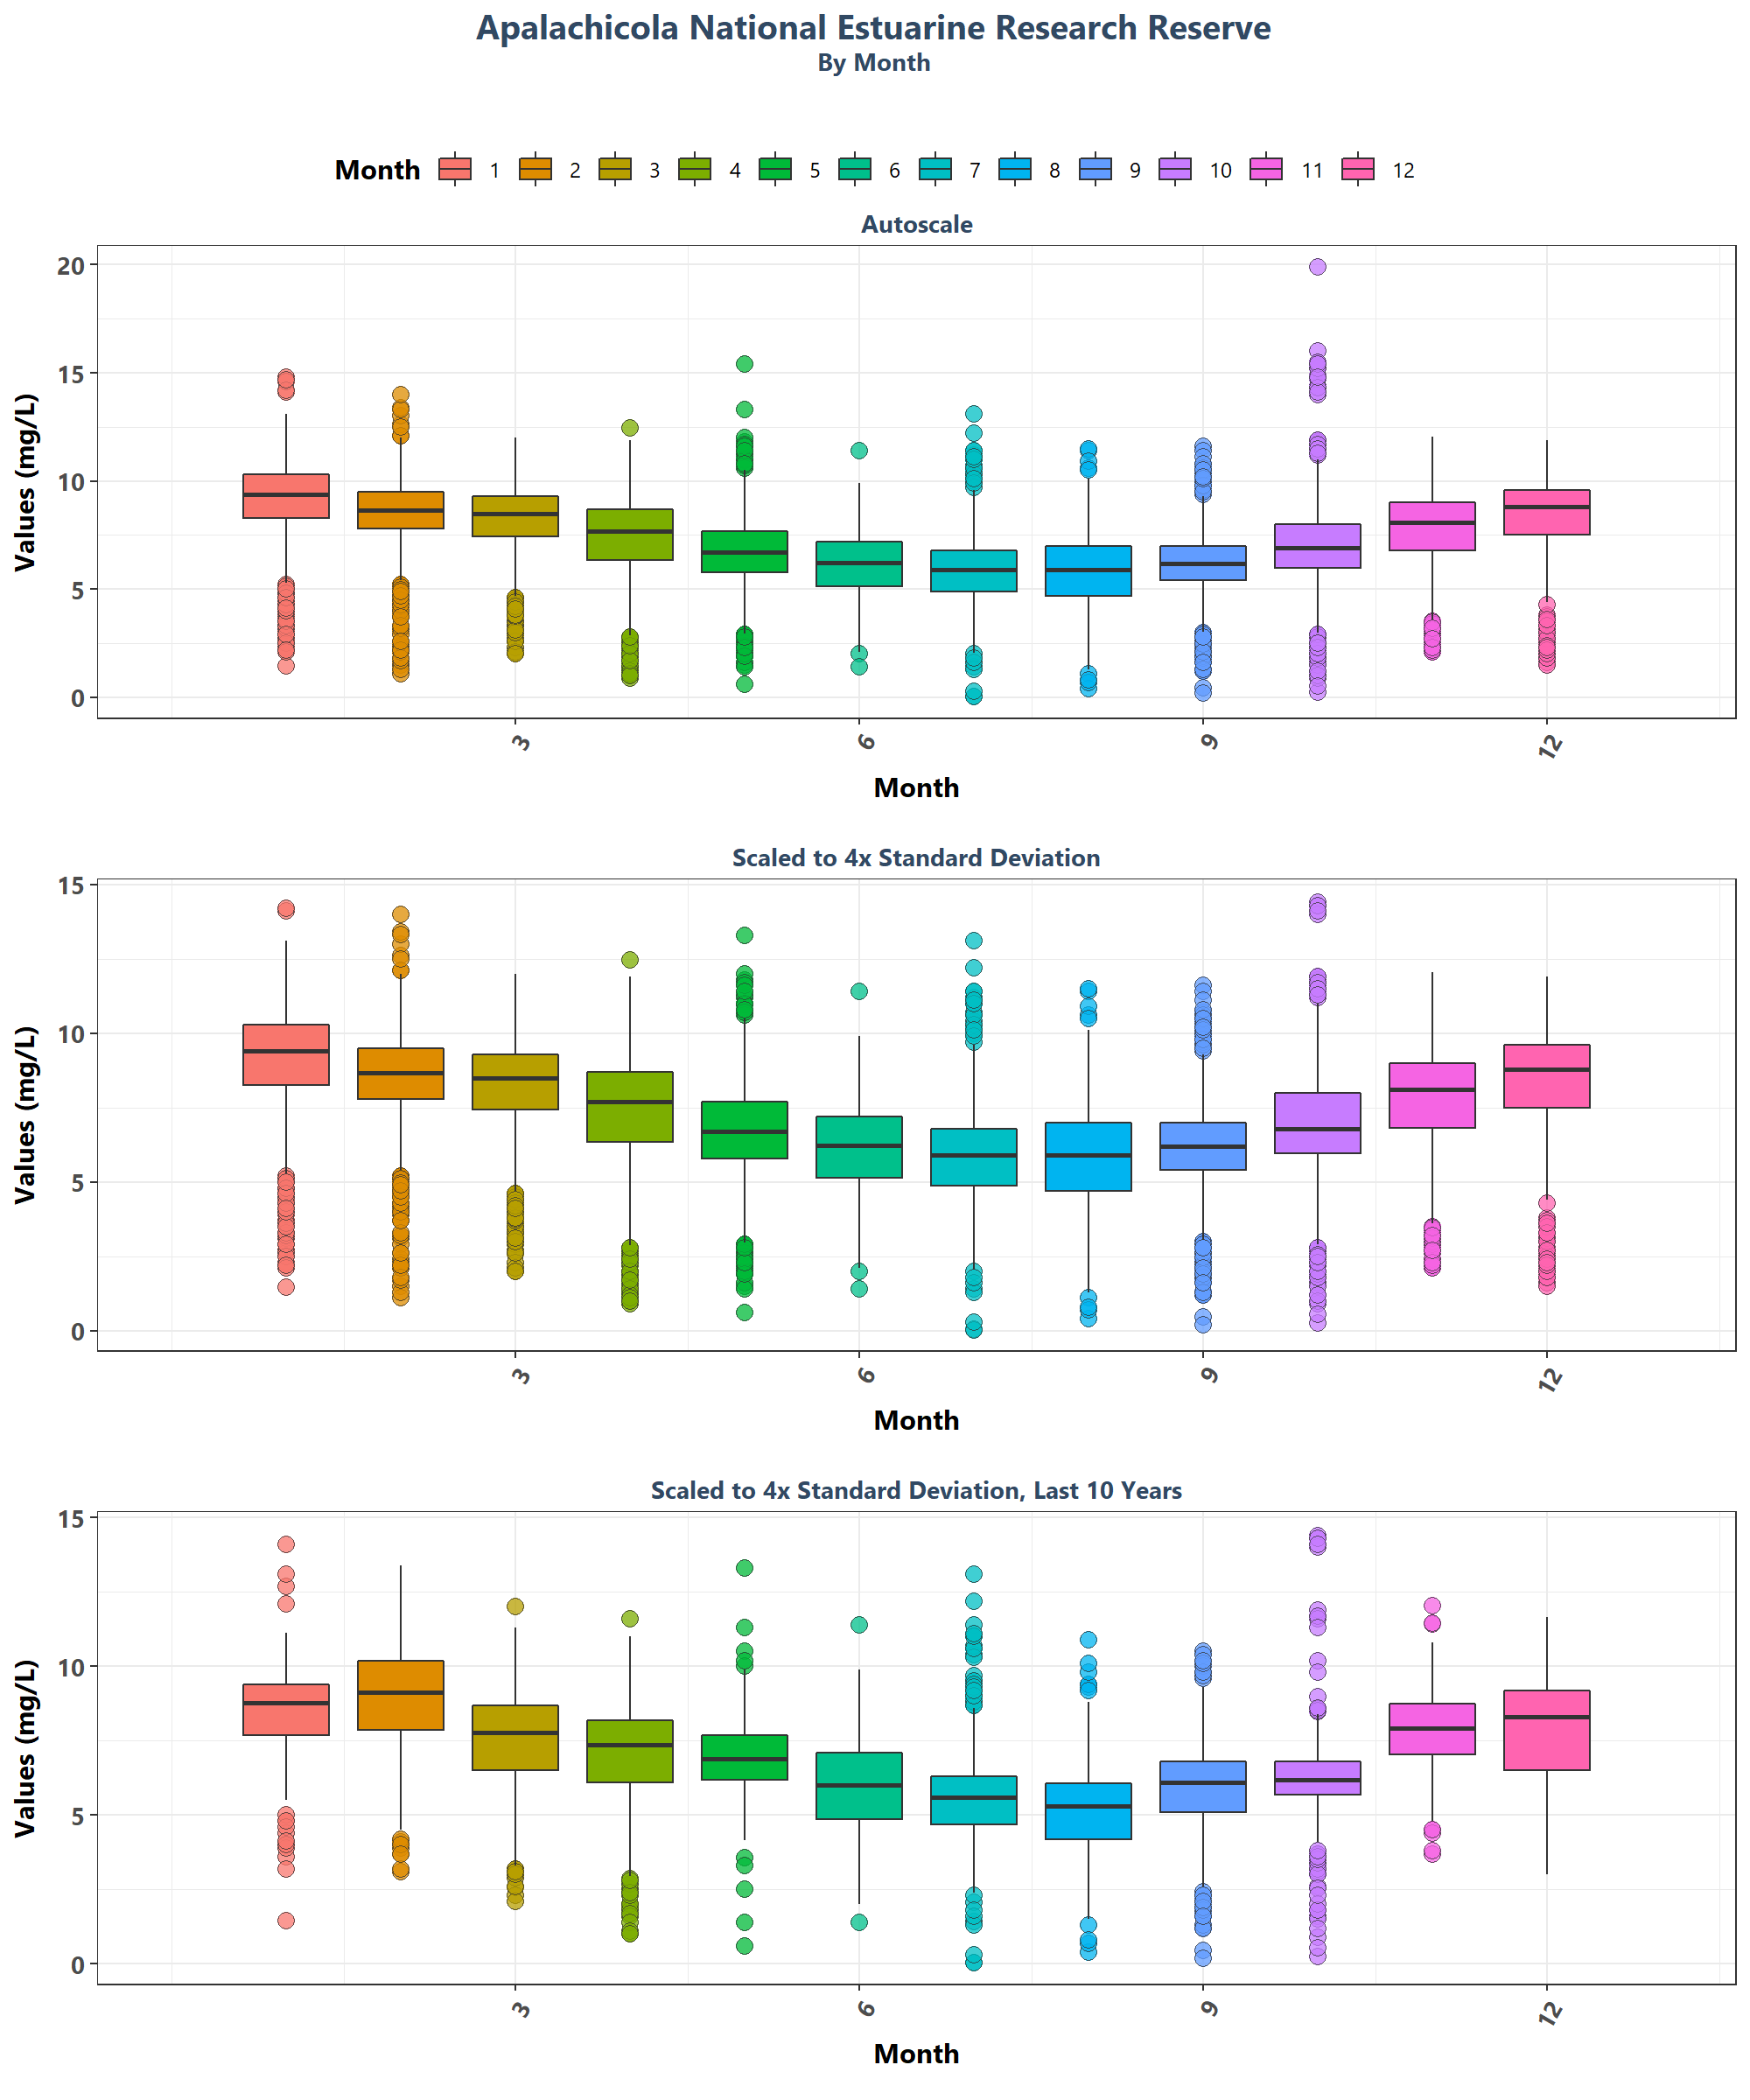 Apalachicola National Estuarine Research Reserve
By Month
Month 1 2 3 4 5 6 7 8 9 10 11 12
Autoscale
Values (mg/L)
20
15
10
5
0
3 6 9 12
Month
Scaled to 4x Standard Deviation
Values (mg/L)
15
10
5
0
3 6 9 12
Month
Scaled to 4x Standard Deviation, Last 10 Years
Values (mg/L)
15
10
5
0
3 6 9 12
Month